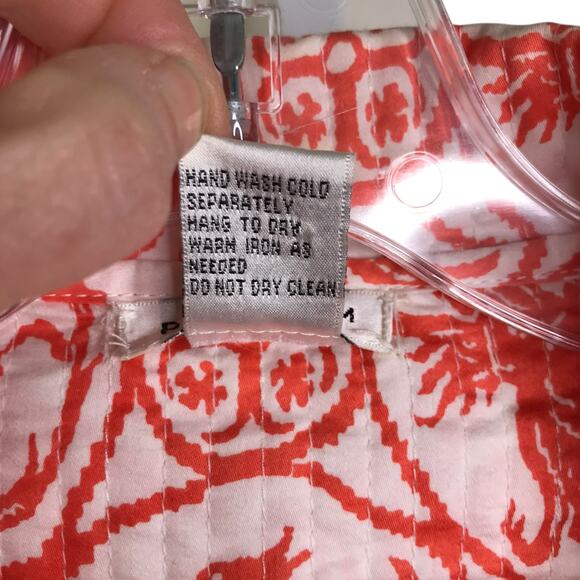 HAND WASH COLD
SEPARATELY
HANG TO DRY
WARM IRON AS
NEEDED
DO NOT DRY CLEAN